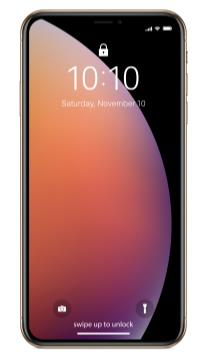 10:10
Saturday, November 10
swipe up to unlock